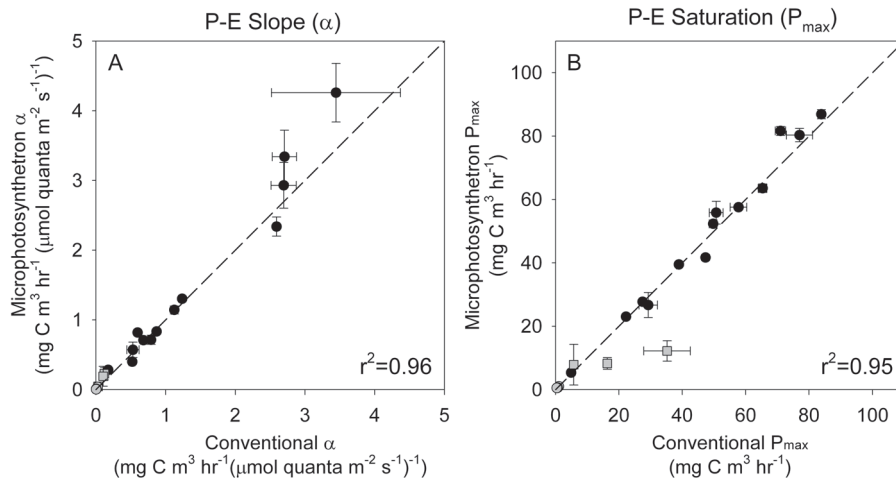 P-E Slope (α)
A
Microphotosynthetron α
(mg C m³ hr⁻¹ (μmol quanta m⁻² s⁻¹)⁻¹)
5
4
3
2
1
0
r²=0.96
0 1 2 3 4 5
Conventional α
(mg C m³ hr⁻¹(μmol quanta m⁻² s⁻¹)⁻¹)
P-E Saturation (Pmax)
B
Microphotosynthetron Pmax
(mg C m³ hr⁻¹)
100
80
60
40
20
0
r²=0.95
0 20 40 60 80 100
Conventional Pmax
(mg C m³ hr⁻¹)